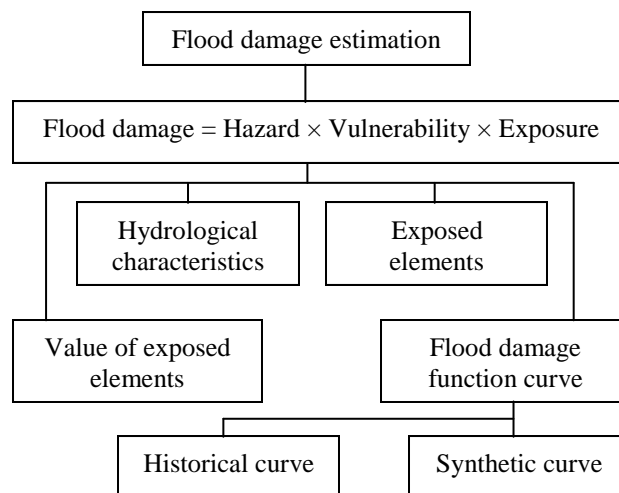 Flood damage estimation
Flood damage = Hazard × Vulnerability × Exposure
Hydrological
characteristics
Exposed
elements
Value of exposed
elements
Flood damage
function curve
Historical curve
Synthetic curve